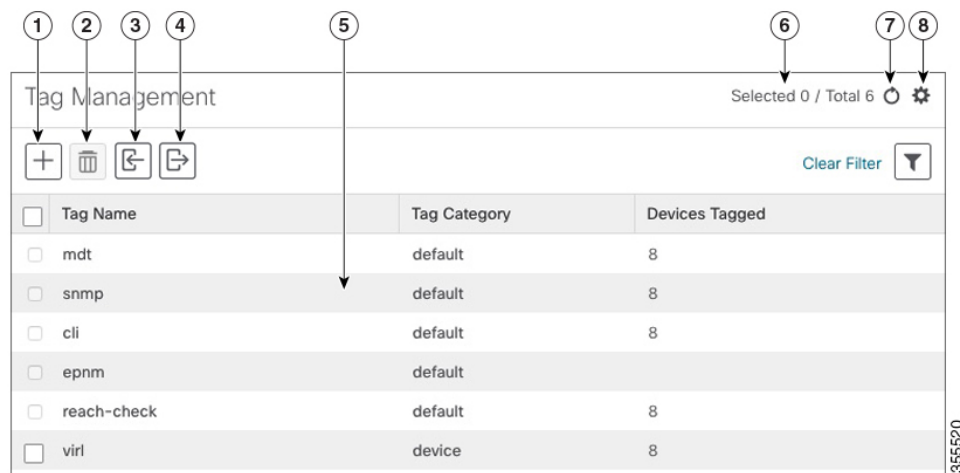 1 2 3 4 5 6 7 8
Tag Management
Selected 0 / Total 6
Clear Filter
Tag Name Tag Category Devices Tagged
mdt default 8
snmp default 8
cli default 8
epnm default
reach-check default 8
virl device 8
355520